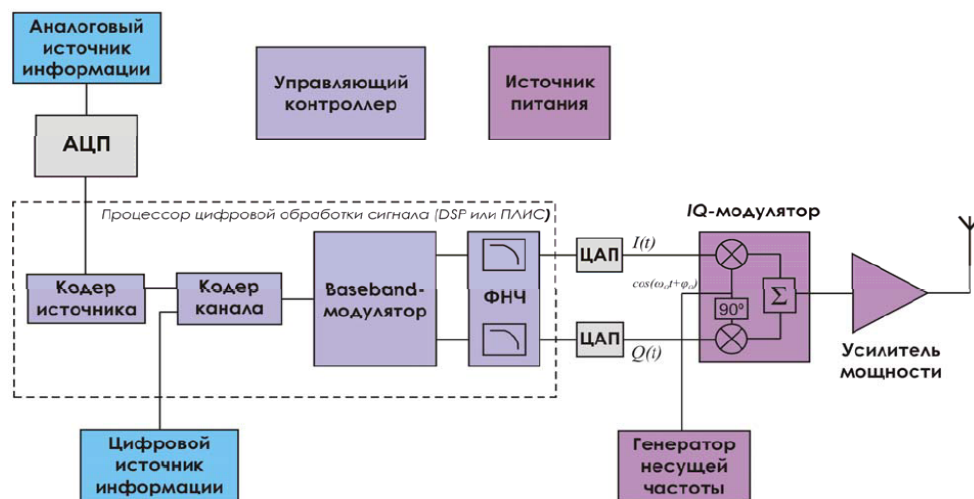 Аналоговый
источник
информации
Управляющий
контроллер
Источник
питания
АЦП
Процессор цифровой обработки сигнала (DSP или ПЛИС)
IQ-модулятор
Кодер
источника
Кодер
канала
Baseband-
модулятор
ФНЧ
ЦАП
I(t)
cos(ω₀t+φ₀)
90°
Σ
ЦАП
Q(t)
Усилитель
мощности
Цифровой
источник
информации
Генератор
несущей
частоты